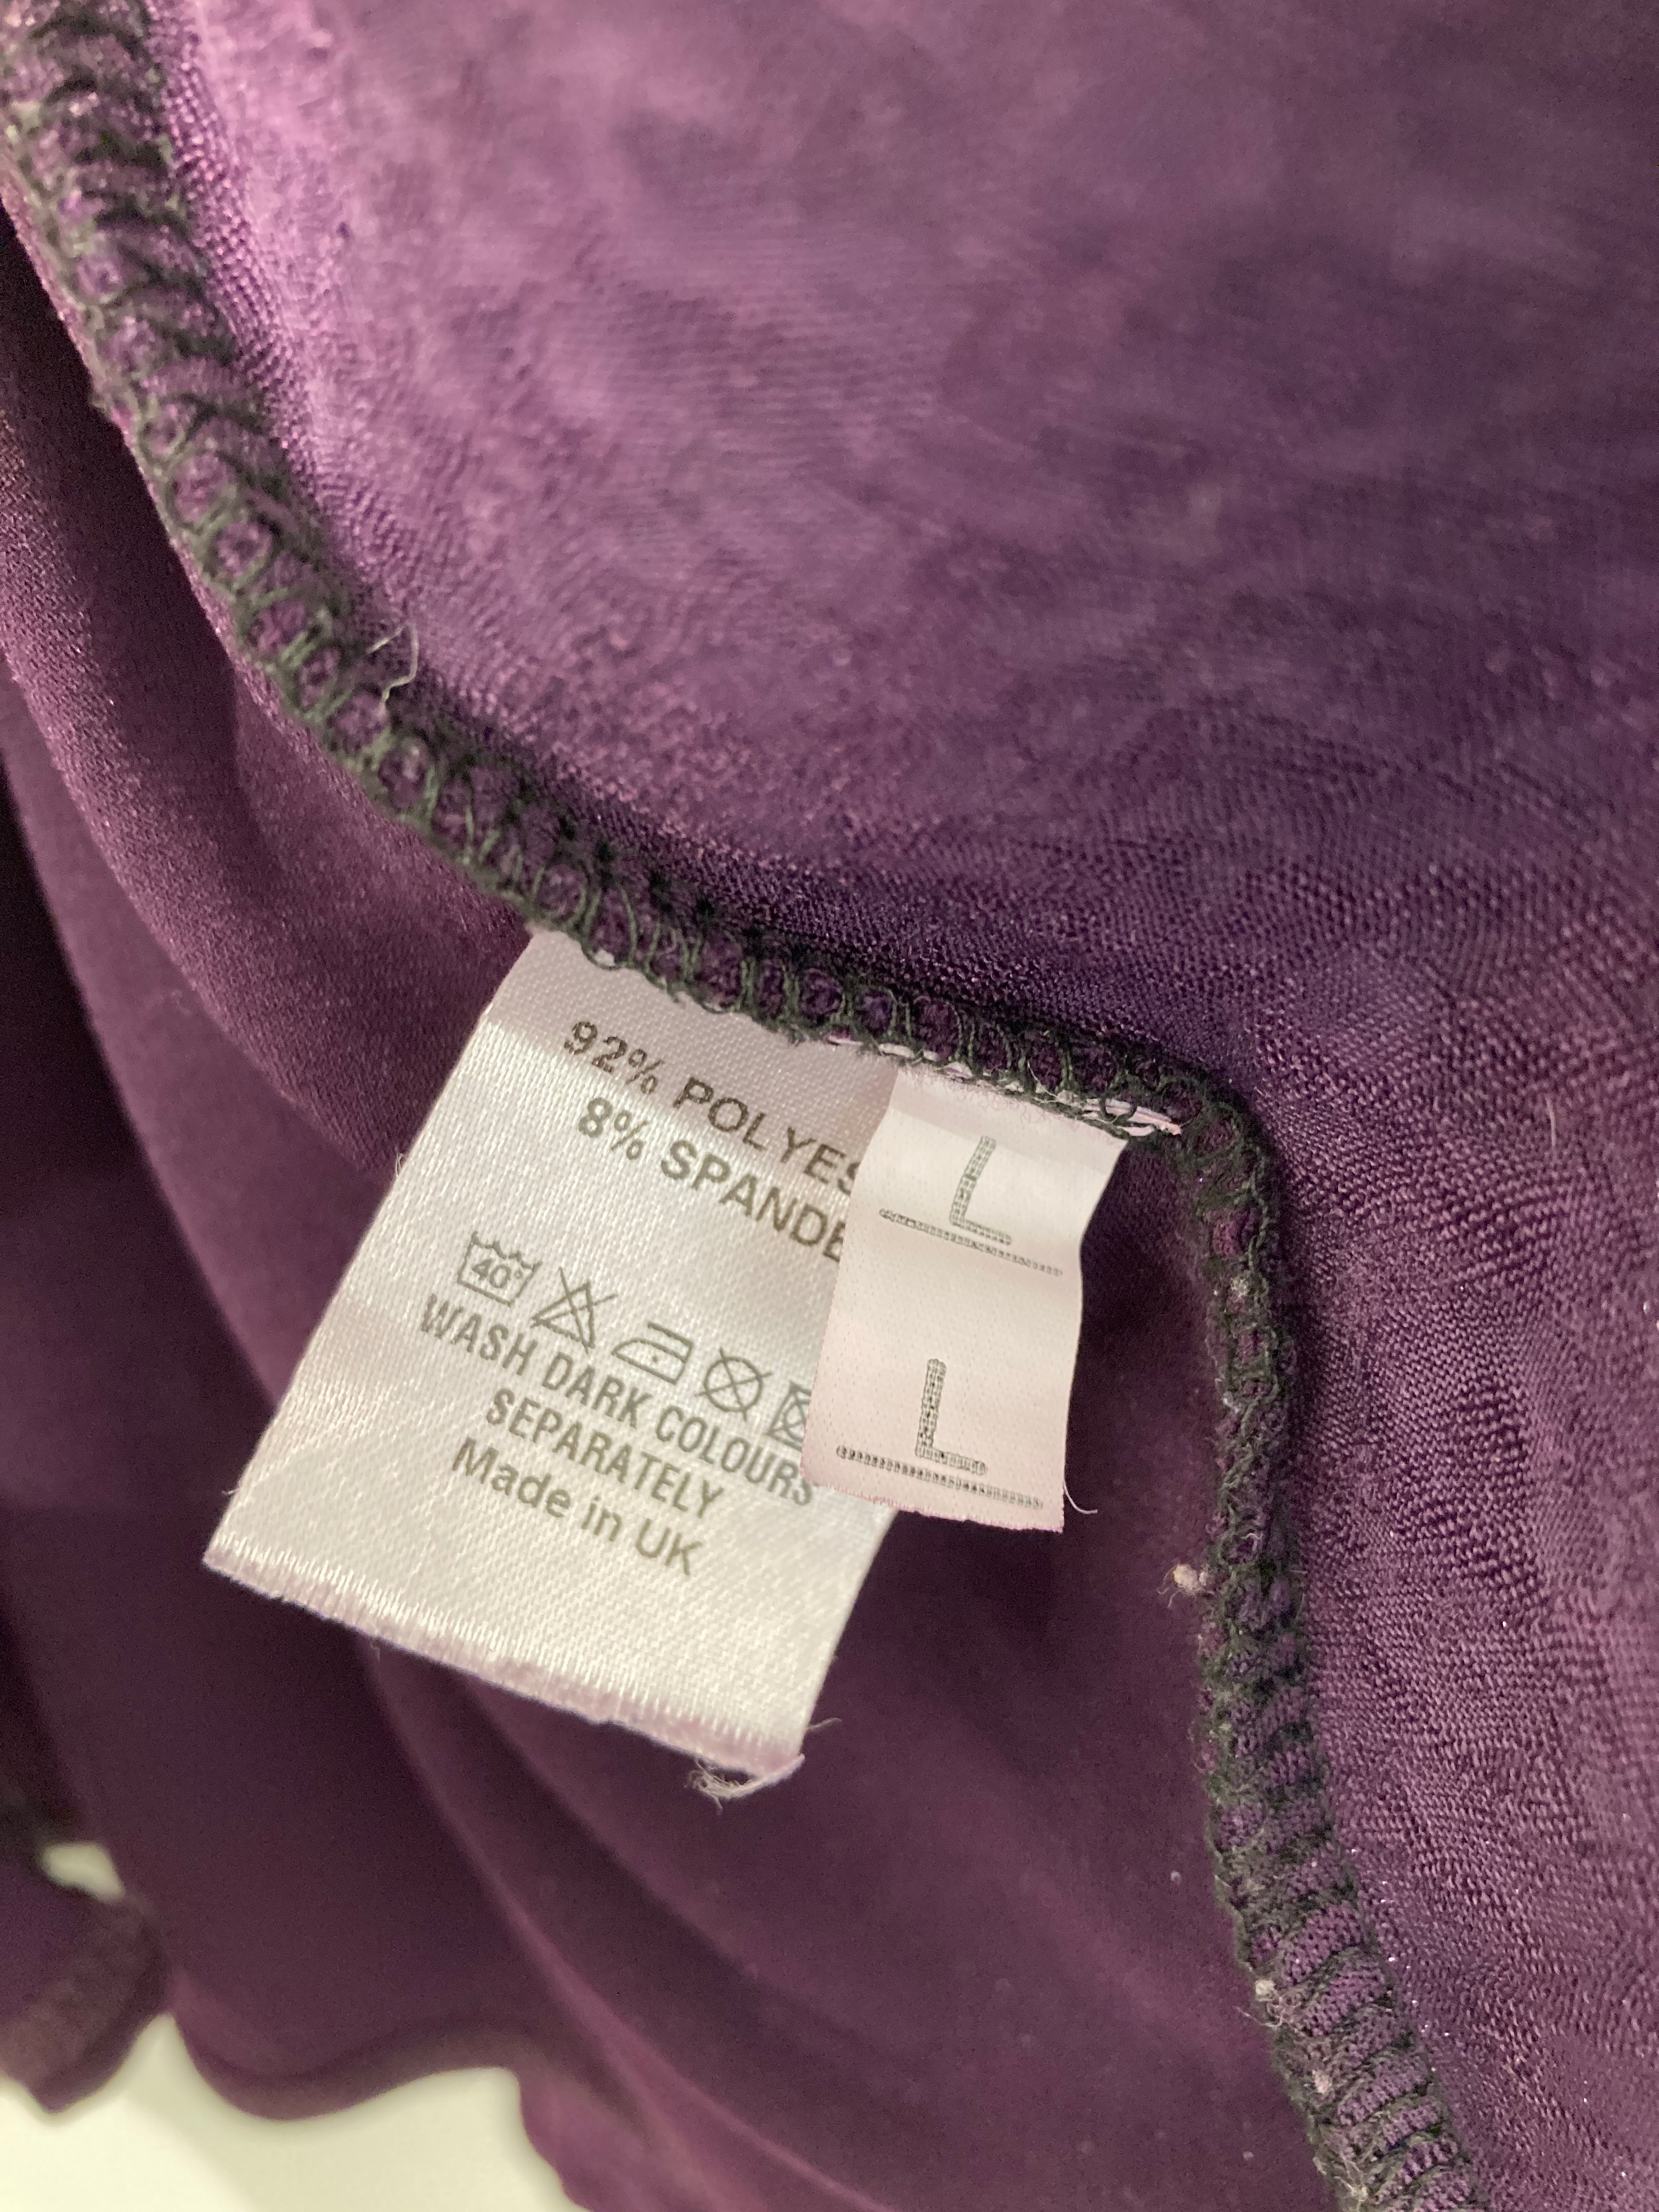 92% POLYES
8% SPANDE
L
L
40°
WASH DARK COLOURS
SEPARATELY
Made in UK